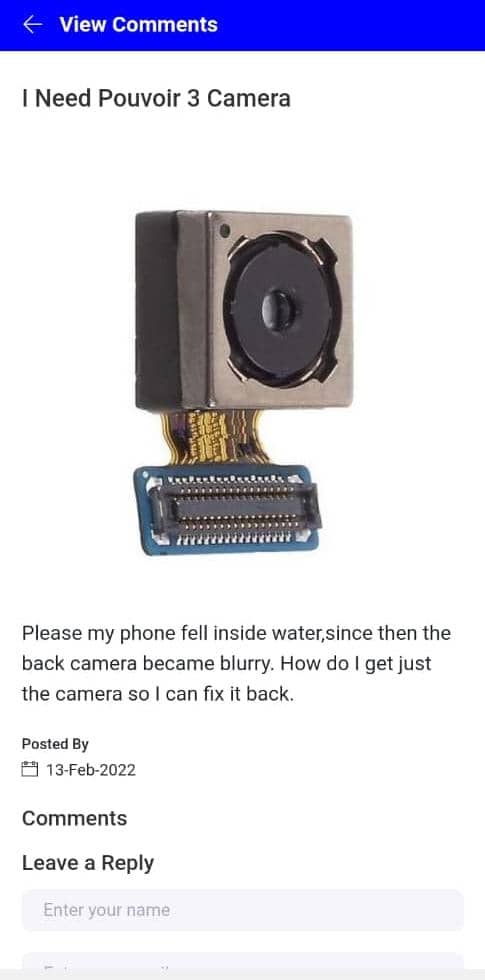 View Comments
I Need Pouvoir 3 Camera
Please my phone fell inside water,since then the
back camera became blurry. How do I get just
the camera so I can fix it back.
Posted By
13-Feb-2022
Comments
Leave a Reply
Enter your name